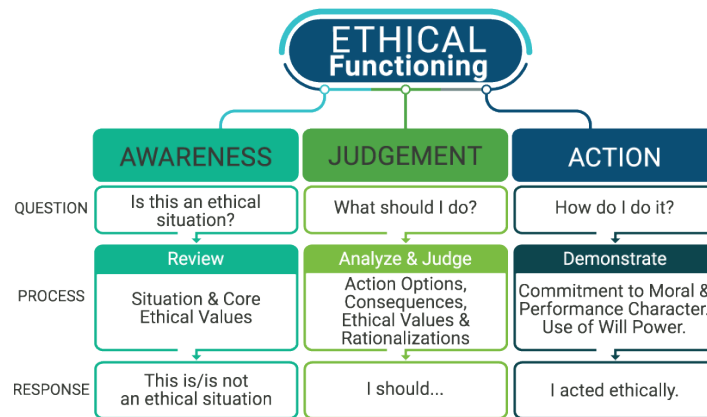 ETHICAL
Functioning
AWARENESS
JUDGEMENT
ACTION
QUESTION
Is this an ethical
situation?
What should I do?
How do I do it?
PROCESS
Review
Situation & Core
Ethical Values
Analyze & Judge
Action Options,
Consequences,
Ethical Values &
Rationalizations
Demonstrate
Commitment to Moral &
Performance Character.
Use of Will Power.
RESPONSE
This is/is not
an ethical situation
I should...
I acted ethically.